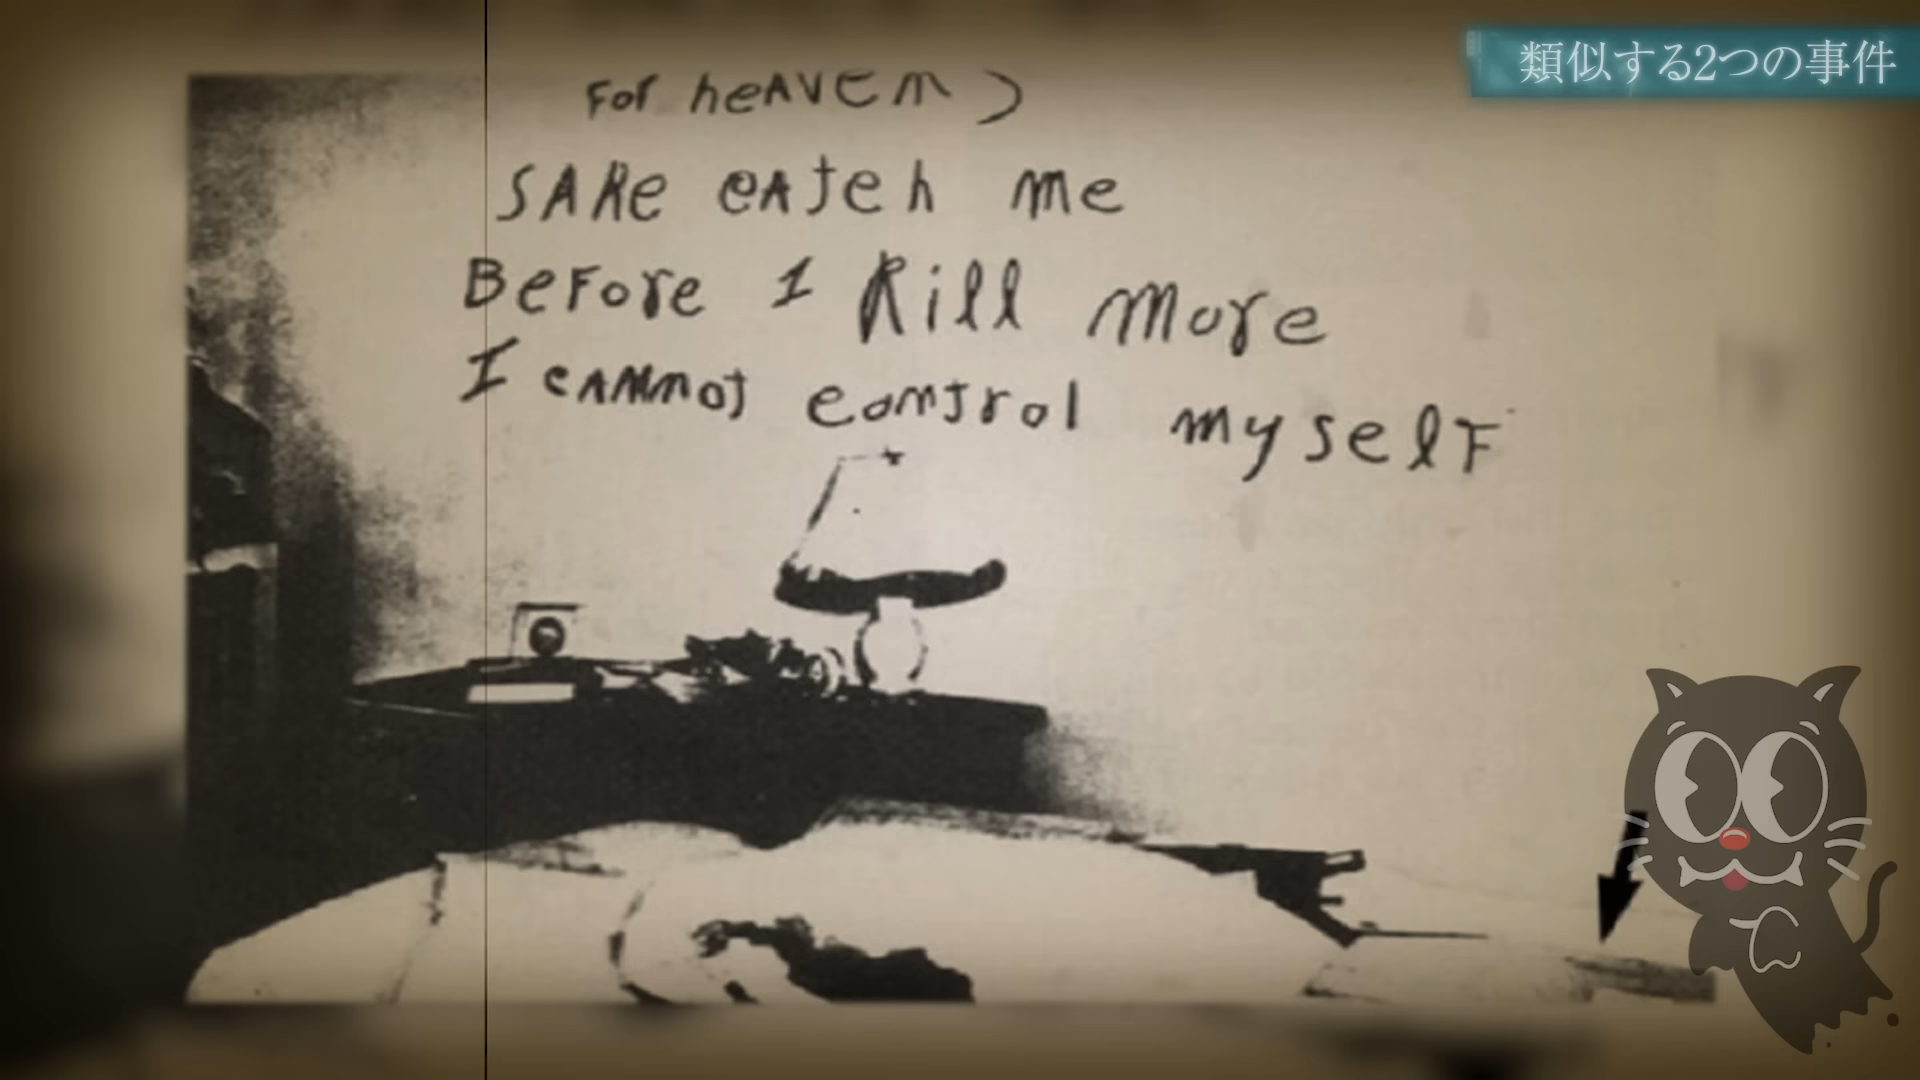 類似する2つの事件
For heAVEn
SAKe cATch me
BeFore I Kill More
I cannot control myself